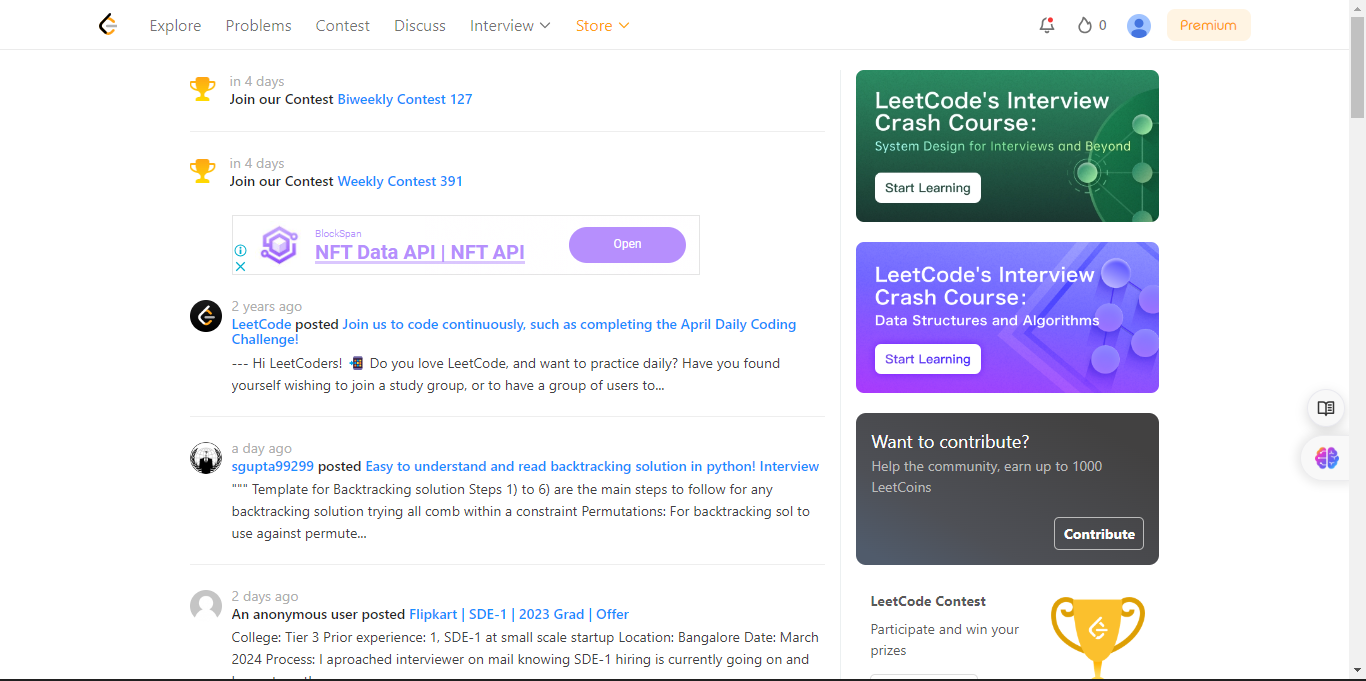 Explore Problems Contest Discuss Interview Store 0 Premium
in 4 days
Join our Contest Biweekly Contest 127
in 4 days
Join our Contest Weekly Contest 391
BlockSpan
NFT Data API | NFT API
Open
2 years ago
LeetCode posted Join us to code continuously, such as completing the April Daily Coding
Challenge!
--- Hi LeetCoders! 📲 Do you love LeetCode, and want to practice daily? Have you found
yourself wishing to join a study group, or to have a group of users to...
a day ago
sgupta99299 posted Easy to understand and read backtracking solution in python! Interview
""" Template for Backtracking solution Steps 1) to 6) are the main steps to follow for any
backtracking solution trying all comb within a constraint Permutations: For backtracking sol to
use against permute...
2 days ago
An anonymous user posted Flipkart | SDE-1 | 2023 Grad | Offer
College: Tier 3 Prior experience: 1, SDE-1 at small scale startup Location: Bangalore Date: March
2024 Process: I aproached interviewer on mail knowing SDE-1 hiring is currently going on and
LeetCode's Interview
Crash Course:
System Design for Interviews and Beyond
Start Learning
LeetCode's Interview
Crash Course:
Data Structures and Algorithms
Start Learning
Want to contribute?
Help the community, earn up to 1000
LeetCoins
Contribute
LeetCode Contest
Participate and win your
prizes